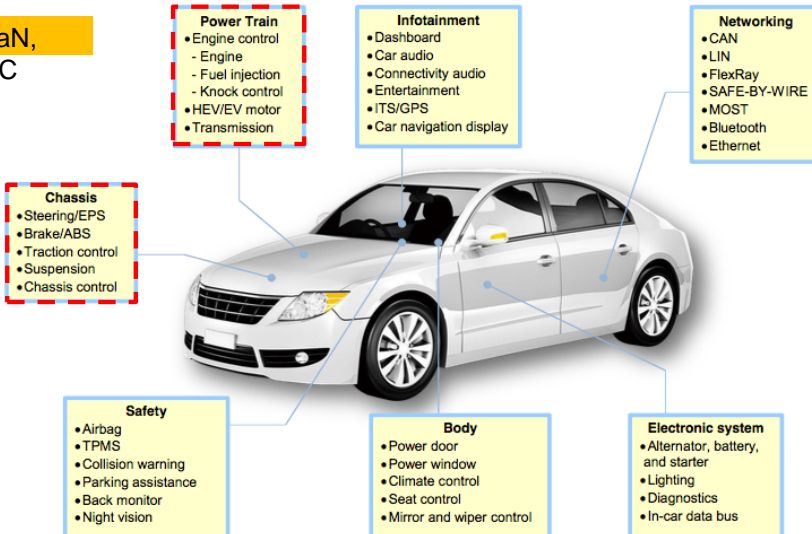 aN,
C
Power Train
•Engine control
- Engine
- Fuel injection
- Knock control
•HEV/EV motor
•Transmission
Infotainment
•Dashboard
•Car audio
•Connectivity audio
•Entertainment
•ITS/GPS
•Car navigation display
Networking
•CAN
•LIN
•FlexRay
•SAFE-BY-WIRE
•MOST
•Bluetooth
•Ethernet
Chassis
•Steering/EPS
•Brake/ABS
•Traction control
•Suspension
•Chassis control
Safety
•Airbag
•TPMS
•Collision warning
•Parking assistance
•Back monitor
•Night vision
Body
•Power door
•Power window
•Climate control
•Seat control
•Mirror and wiper control
Electronic system
•Alternator, battery,
and starter
•Lighting
•Diagnostics
•In-car data bus